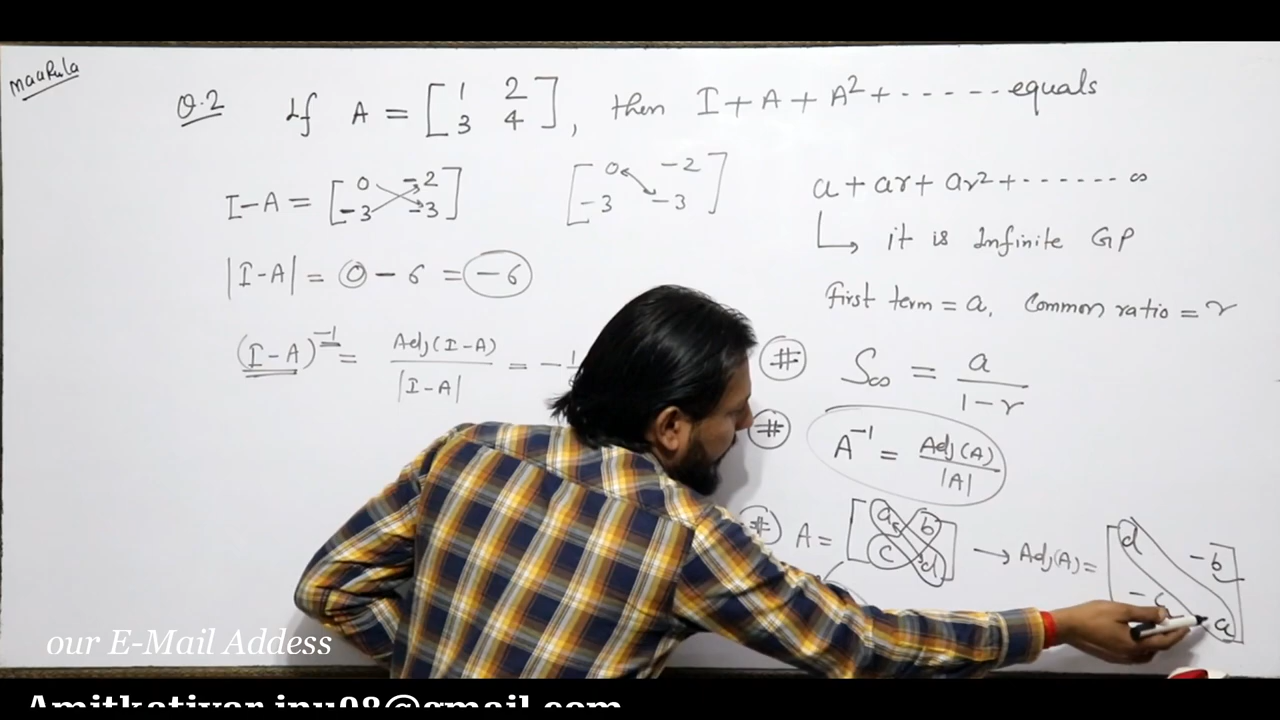 Q.2 If A = [1 2 3 4], then I + A + A² + ------ equals
I-A = [0 -2 -3 -3]
[0 -2 -3 -3]
|I-A| = 0 - 6 = -6
(I-A)⁻¹ = Adj(I-A) / |I-A| = -1
a + ar + ar² + ------- ∞
it is Infinite GP
First term = a, Common ratio = r
# S∞ = a / 1-r
# A⁻¹ = Adj(A) / |A|
# A = [a b c d] → Adj(A) = [d -b -c a]
our E-Mail Addess